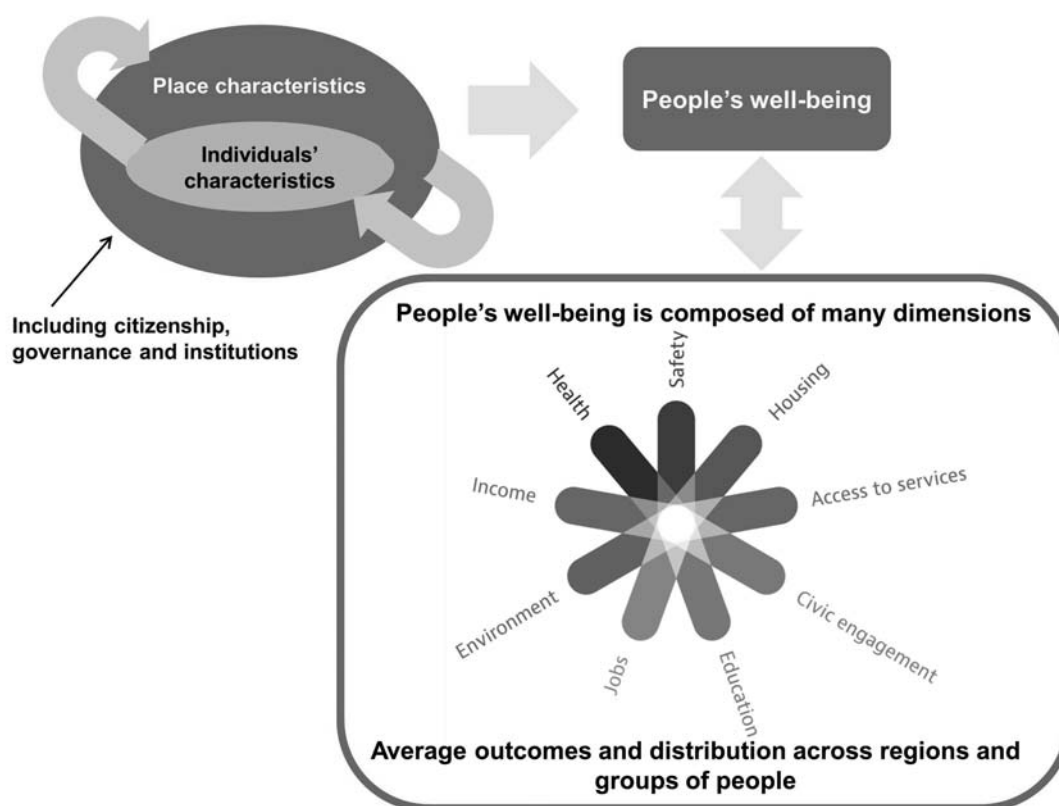 Place characteristics
Individuals’
characteristics
People’s well-being
Including citizenship,
governance and institutions
People’s well-being is composed of many dimensions
Safety
Health
Housing
Income
Access to services
Environment
Civic engagement
Jobs
Education
Average outcomes and distribution across regions and
groups of people